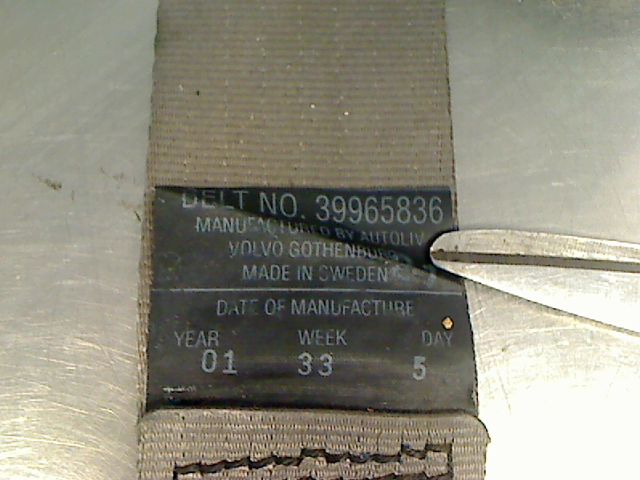 BELT NO. 39965836
MANUFACTURED BY AUTOLIV
VOLVO GOTHENBURG
MADE IN SWEDEN
DATE OF MANUFACTURE
YEAR WEEK DAY
01 33 5